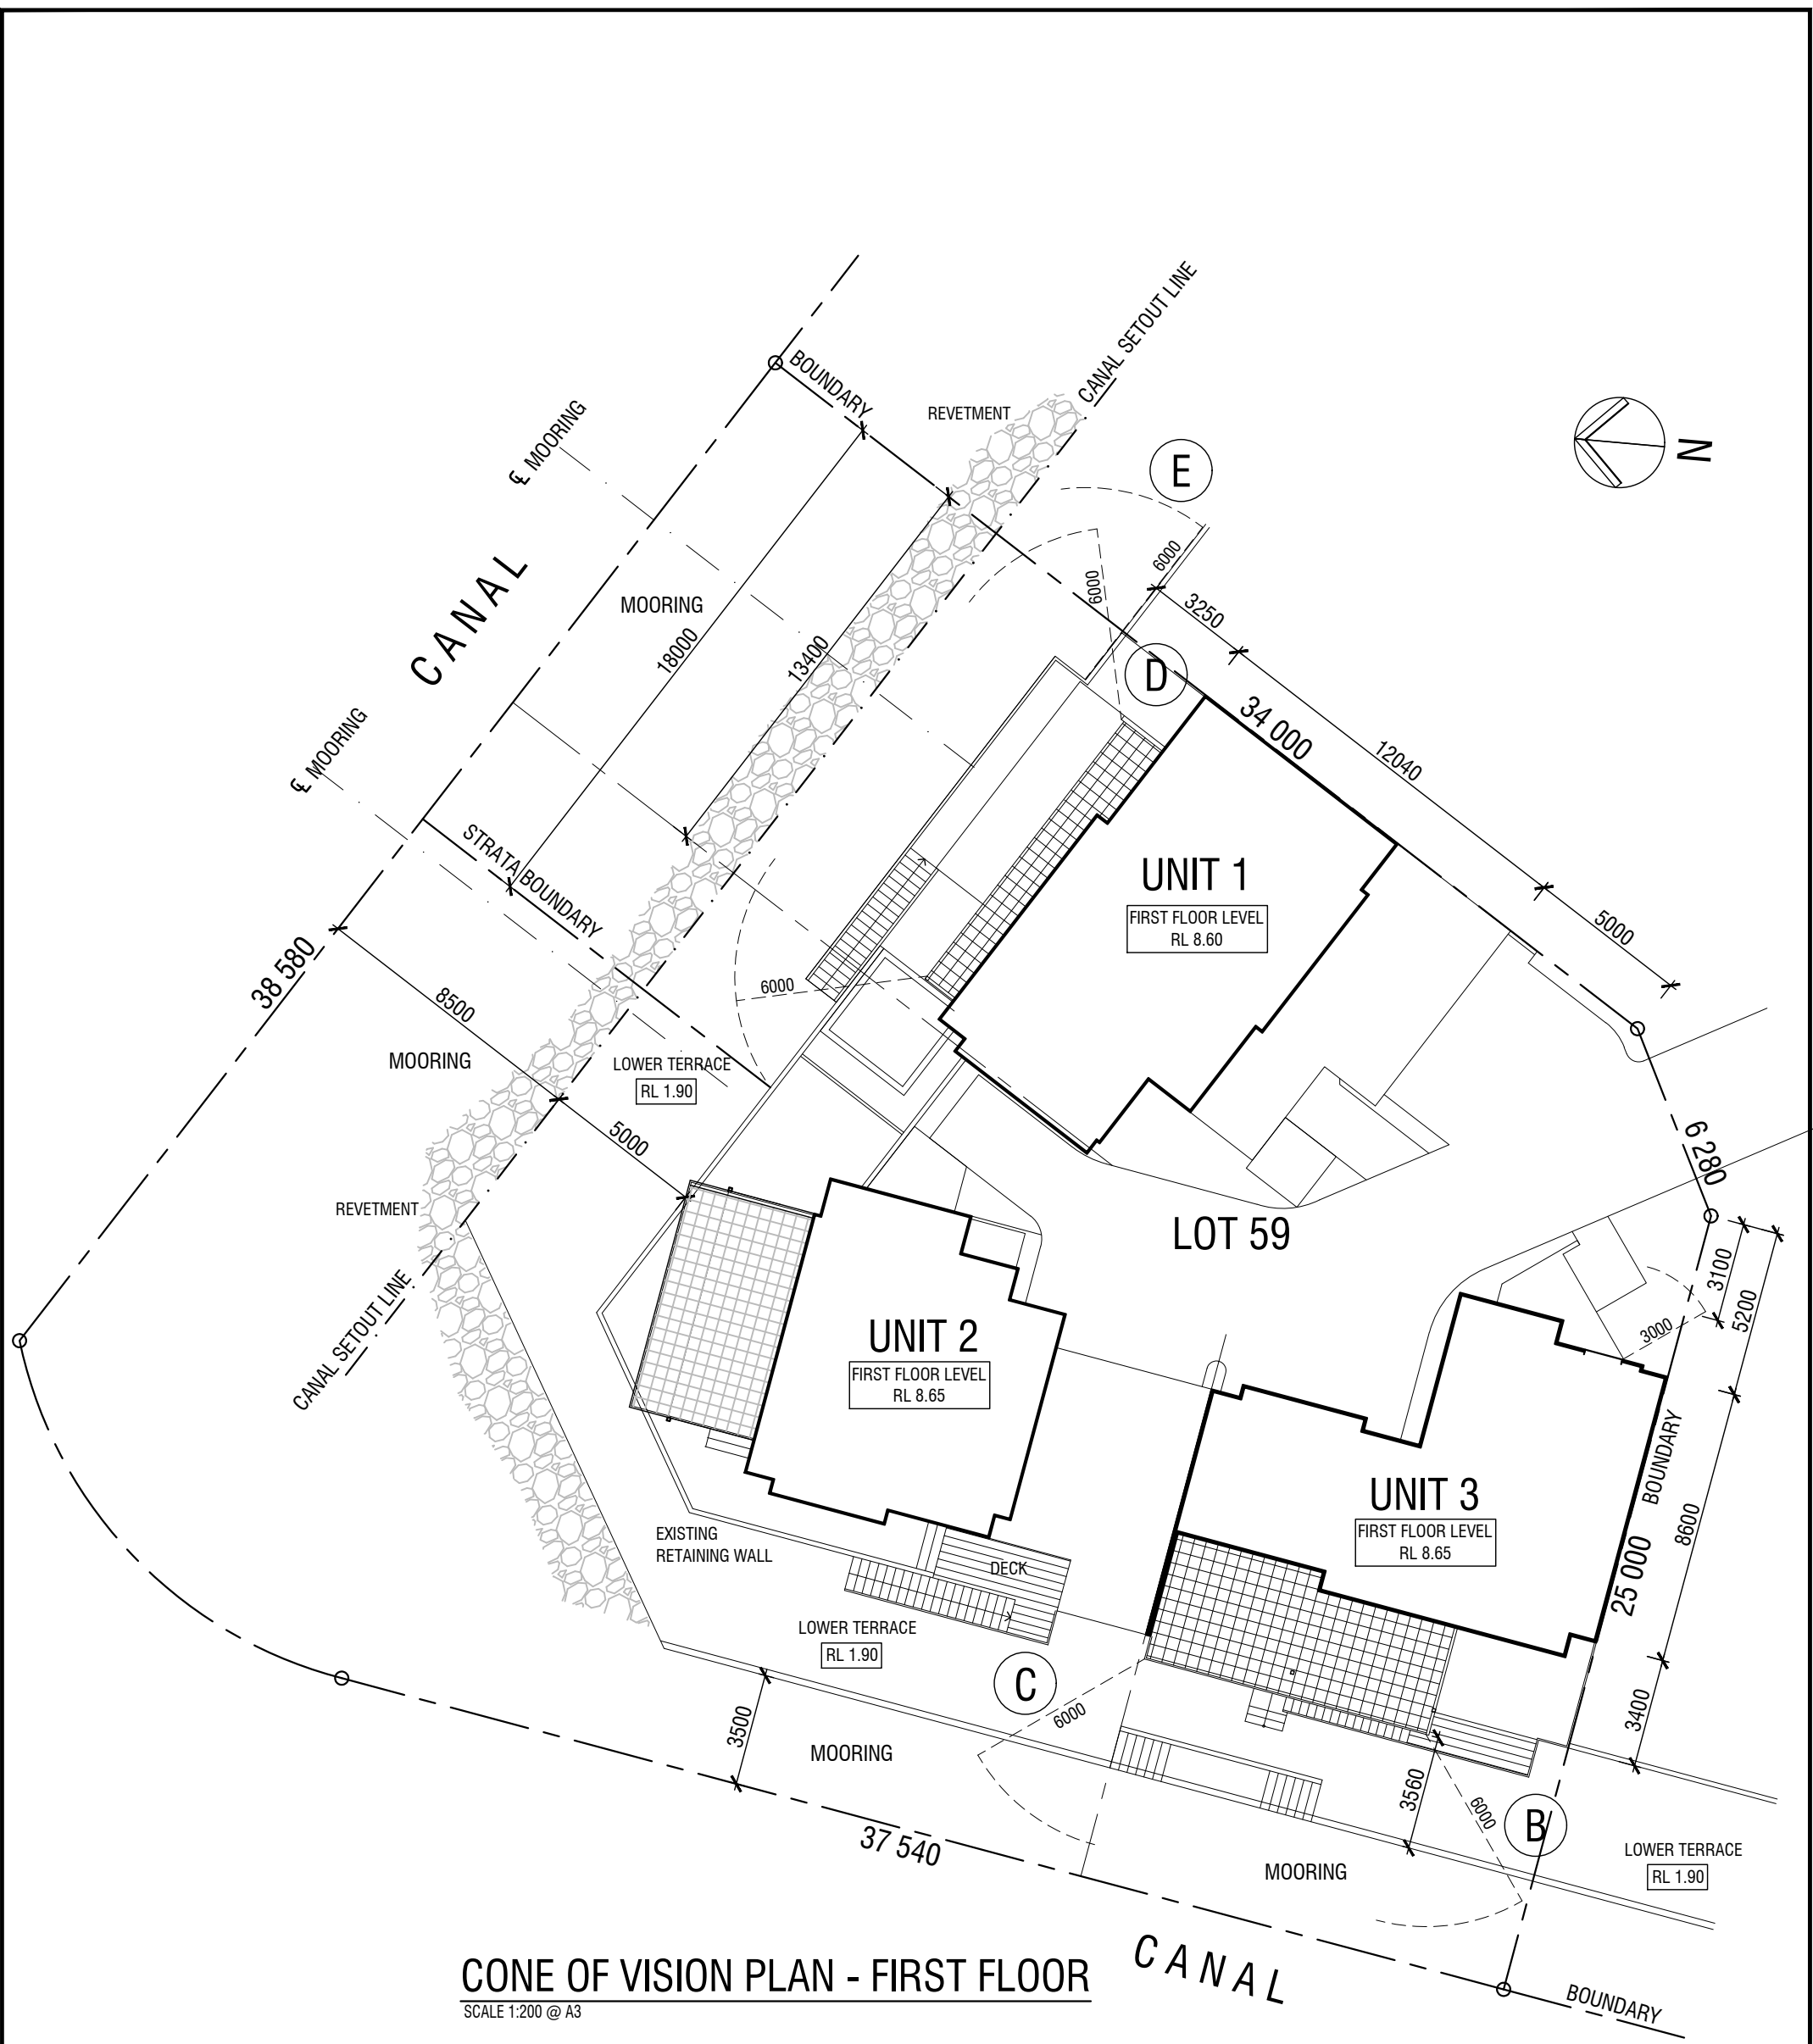 CANAL SETOUT LINE
BOUNDARY
REVETMENT
℄ MOORING
E
N
6000
CANAL
MOORING
6000
3250
18000
13400
D
34 000
℄ MOORING
12040
STRATA BOUNDARY
UNIT 1
FIRST FLOOR LEVEL
RL 8.60
5000
38 580
8500
6000
MOORING
LOWER TERRACE
RL 1.90
5000
6 280
REVETMENT
LOT 59
3100
5200
CANAL SETOUT LINE
UNIT 2
FIRST FLOOR LEVEL
RL 8.65
3000
BOUNDARY
UNIT 3
FIRST FLOOR LEVEL
RL 8.65
8600
25 000
EXISTING
RETAINING WALL
DECK
LOWER TERRACE
RL 1.90
C
6000
3500
3400
MOORING
3560
6000
B
37 540
LOWER TERRACE
RL 1.90
MOORING
CANAL
BOUNDARY
CONE OF VISION PLAN - FIRST FLOOR
SCALE 1:200 @ A3